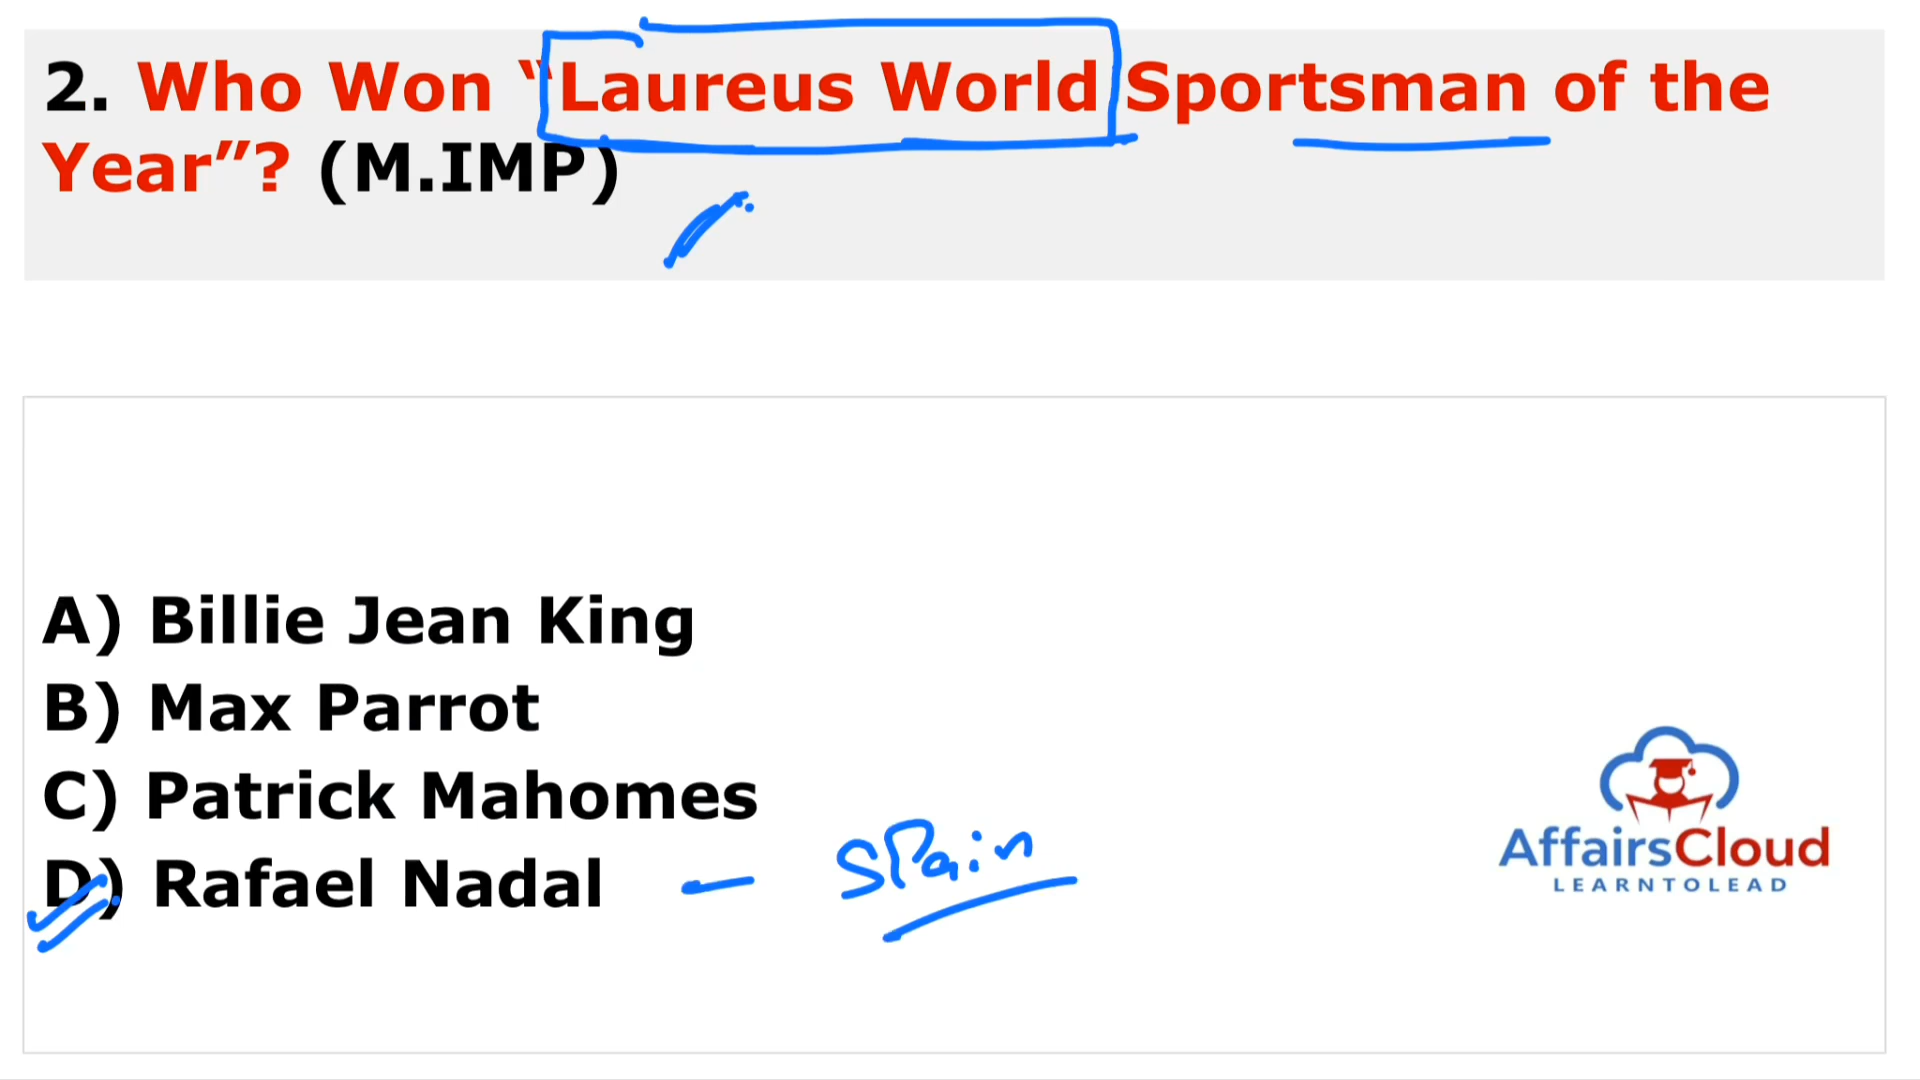 2. Who Won “Laureus World Sportsman of the
Year”? (M.IMP)
A) Billie Jean King
B) Max Parrot
C) Patrick Mahomes
D) Rafael Nadal – SPain
AffairsCloud
LEARNTOLEAD